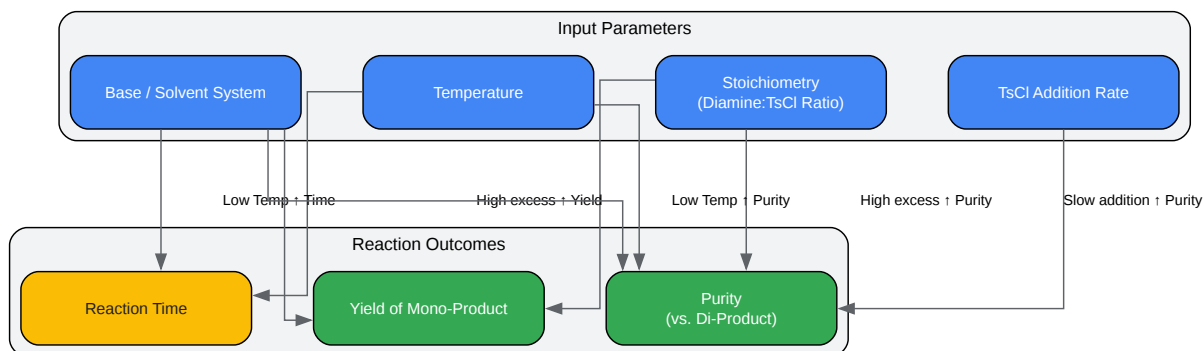 Input Parameters
Base / Solvent System
Temperature
Stoichiometry
(Diamine:TsCl Ratio)
TsCl Addition Rate
Low Temp ↑ Time
High excess ↑ Yield
Low Temp ↑ Purity
High excess ↑ Purity
Slow addition ↑ Purity
Reaction Outcomes
Reaction Time
Yield of Mono-Product
Purity
(vs. Di-Product)